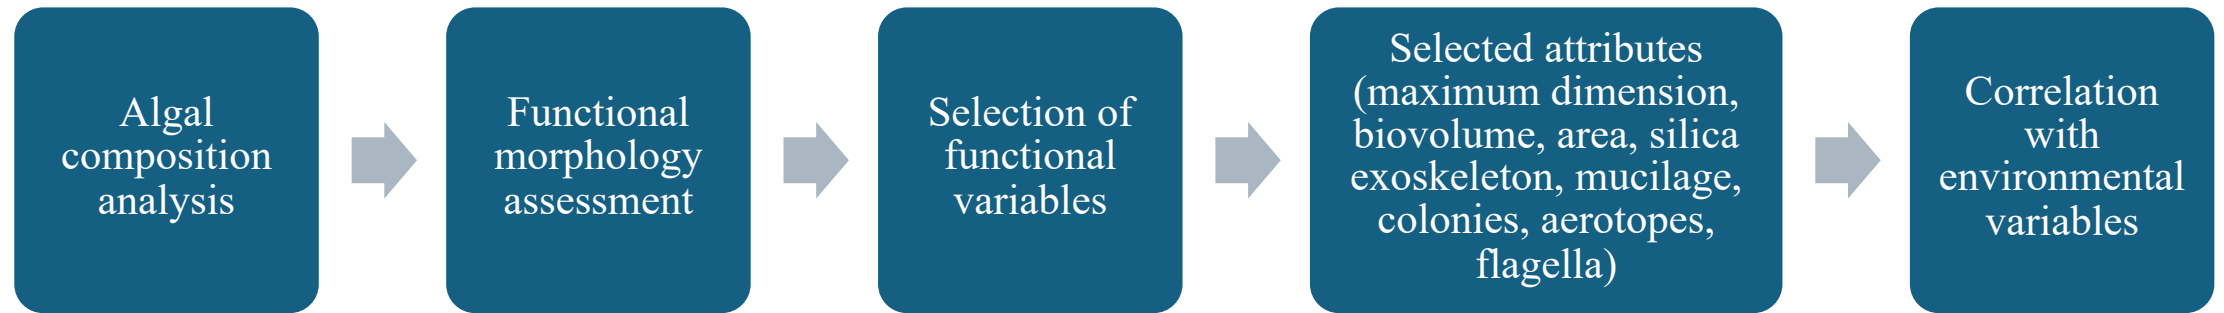 Algal
composition
analysis
Functional
morphology
assessment
Selection of
functional
variables
Selected attributes
(maximum dimension,
biovolume, area, silica
exoskeleton, mucilage,
colonies, aerotopes,
flagella)
Correlation
with
environmental
variables